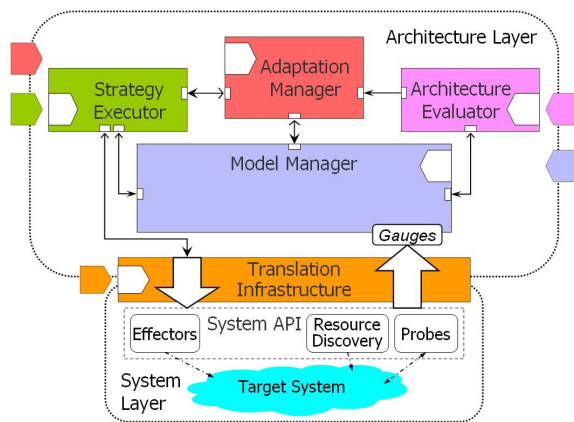 Architecture Layer
Strategy
Executor
Adaptation
Manager
Architecture
Evaluator
Model Manager
Gauges
Translation
Infrastructure
System API
Effectors
Resource
Discovery
Probes
System
Layer
Target System